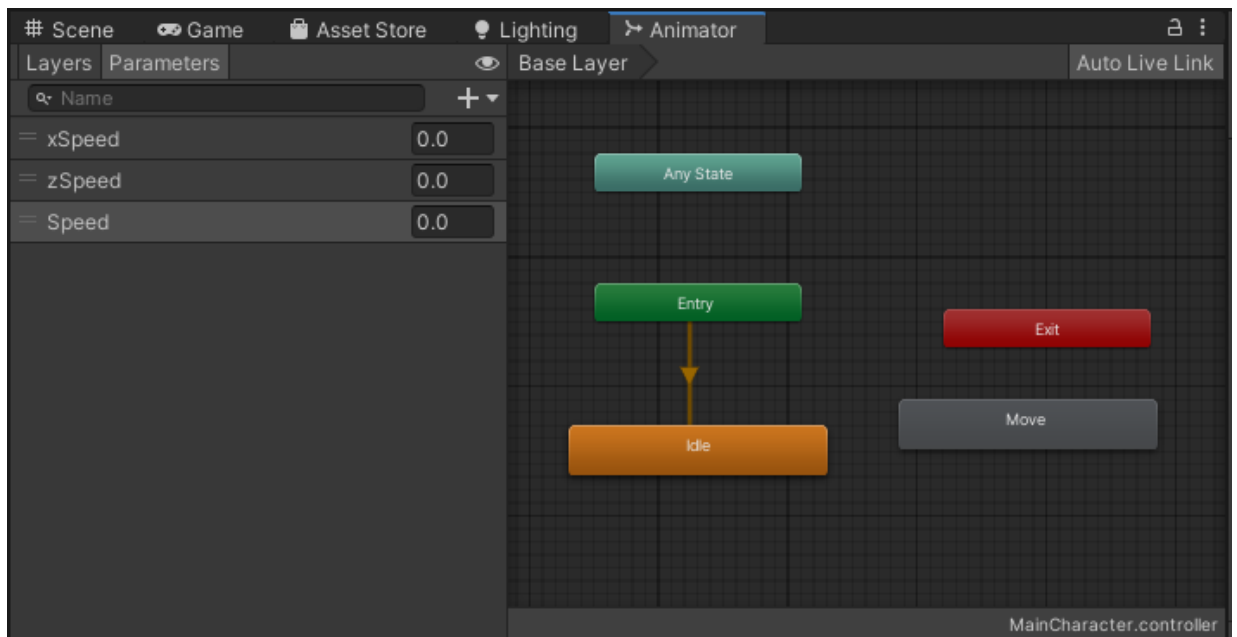 Scene Game Asset Store Lighting Animator
Layers Parameters Base Layer Auto Live Link
Name
xSpeed 0.0
zSpeed 0.0
Speed 0.0
Any State
Entry
Exit
Move
Idle
MainCharacter.controller